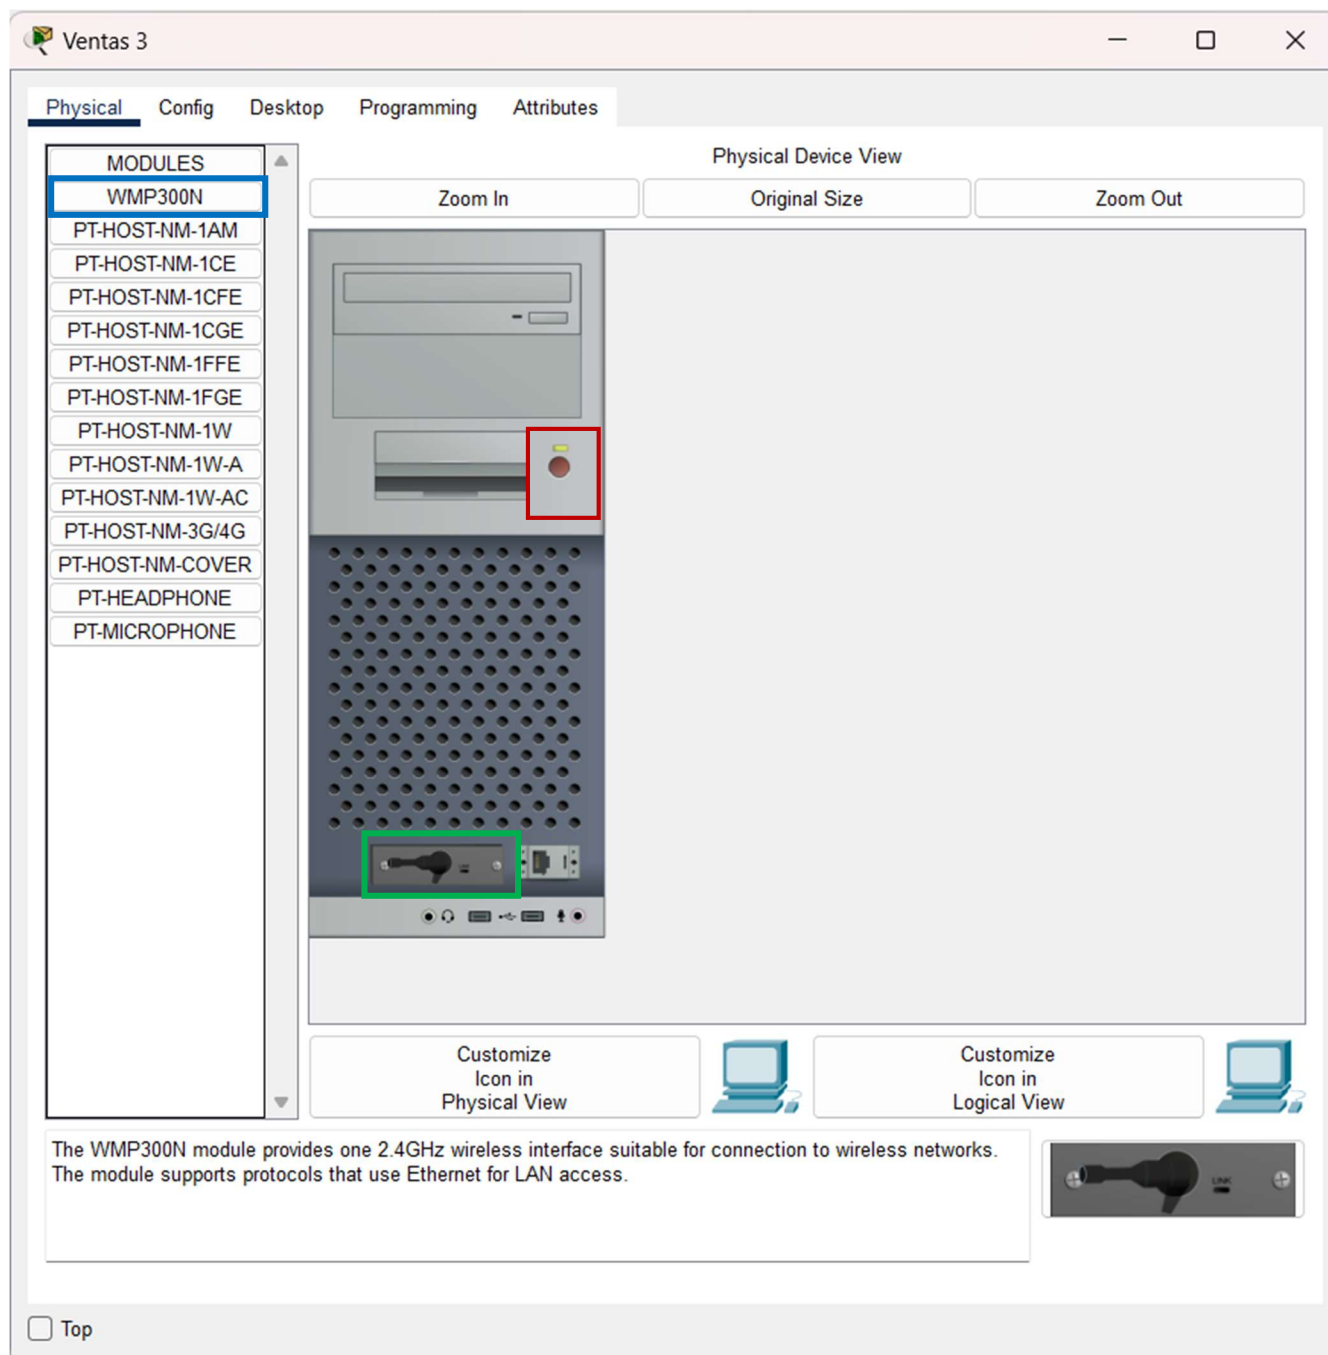 Ventas 3
Physical Config Desktop Programming Attributes
MODULES
WMP300N
PT-HOST-NM-1AM
PT-HOST-NM-1CE
PT-HOST-NM-1CFE
PT-HOST-NM-1CGE
PT-HOST-NM-1FFE
PT-HOST-NM-1FGE
PT-HOST-NM-1W
PT-HOST-NM-1W-A
PT-HOST-NM-1W-AC
PT-HOST-NM-3G/4G
PT-HOST-NM-COVER
PT-HEADPHONE
PT-MICROPHONE
Physical Device View
Zoom In Original Size Zoom Out
Customize
Icon in
Physical View
Customize
Icon in
Logical View
The WMP300N module provides one 2.4GHz wireless interface suitable for connection to wireless networks.
The module supports protocols that use Ethernet for LAN access.
LINK
Top